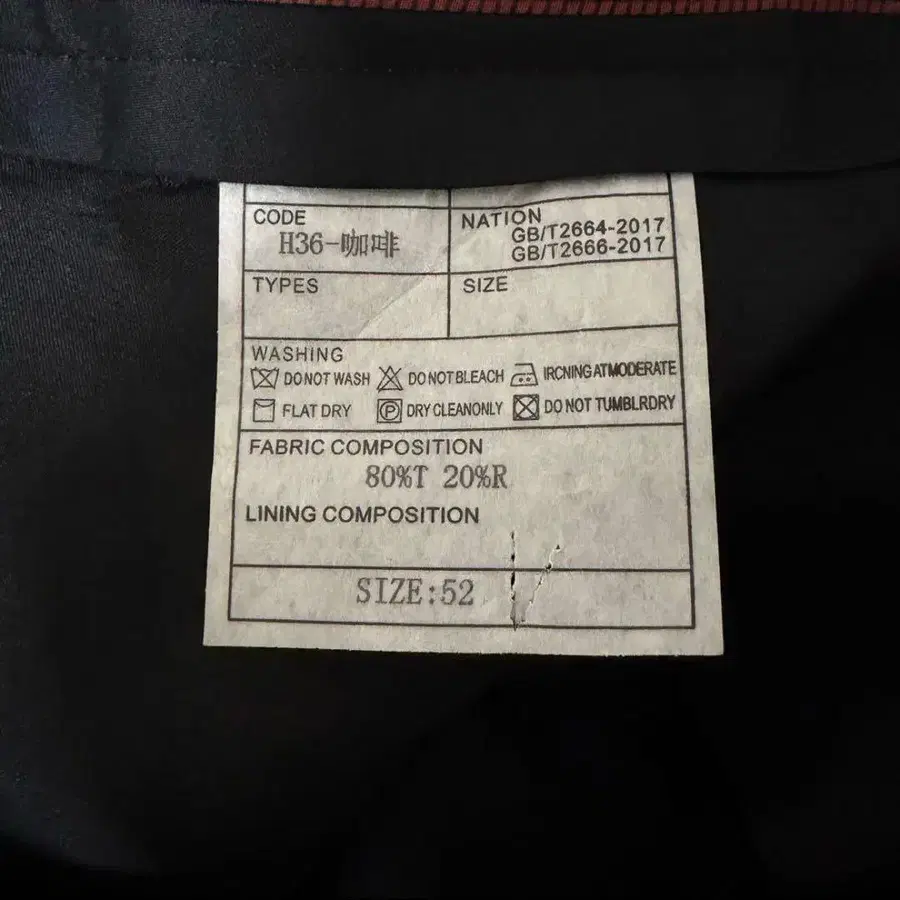 CODE
H36-咖啡
NATION
GB/T2664-2017
GB/T2666-2017
TYPES
SIZE
WASHING
DO NOT WASH DO NOT BLEACH IRCNING AT MODERATE
FLAT DRY P DRY CLEANONLY DO NOT TUMBLRDRY
FABRIC COMPOSITION
80%T 20%R
LINING COMPOSITION
SIZE:52